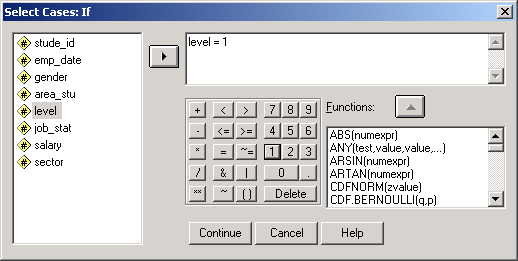 Select Cases: If
stude_id
emp_date
gender
area_stu
level
job_stat
salary
sector
level = 1
+ < > 7 8 9
- <= >= 4 5 6
* = ~= 1 2 3
/ & | 0 .
** ~ ( ) Delete
Functions:
ABS(numexpr)
ANY(test,value,value,...)
ARSIN(numexpr)
ARTAN(numexpr)
CDFNORM(zvalue)
CDF.BERNOULLI(q,p)
Continue Cancel Help